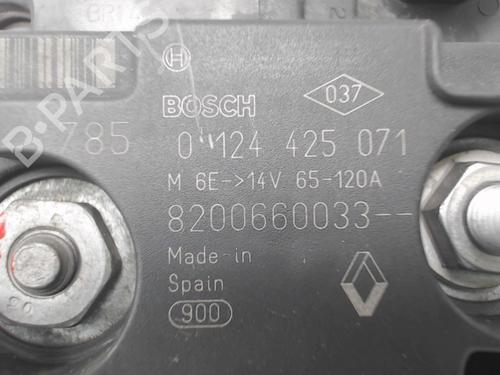 BOSCH
037
785
0 124 425 071
M 6E->14V 65-120A
8200660033--
Made in
Spain
900